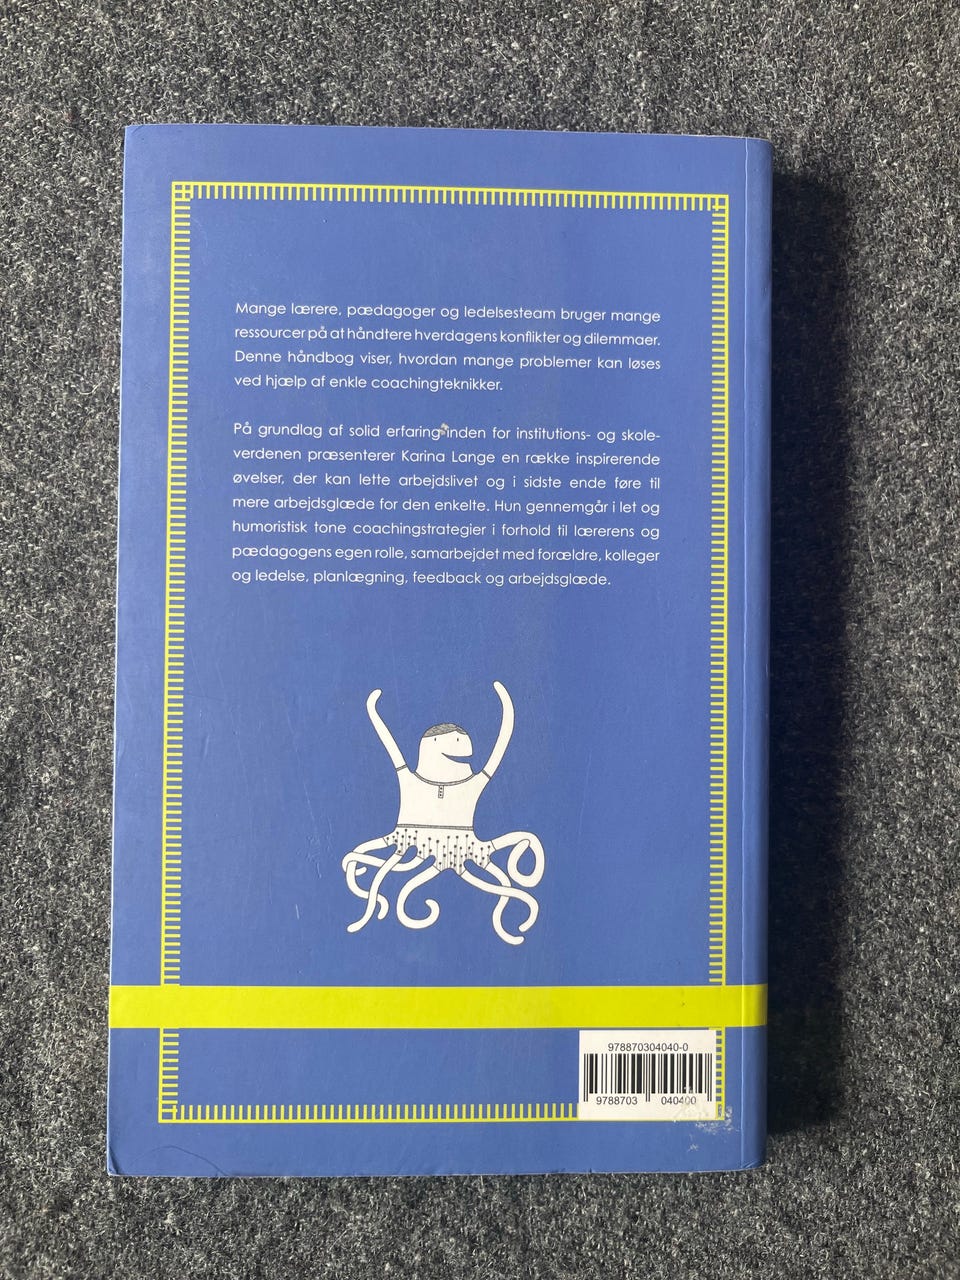 Mange lærere, pædagoger og ledelsesteam bruger mange
ressourcer på at håndtere hverdagens konflikter og dilemmaer.
Denne håndbog viser, hvordan mange problemer kan løses
ved hjælp af enkle coachingteknikker.
På grundlag af solid erfaring inden for institutions- og skole-
verdenen præsenterer Karina Lange en række inspirerende
øvelser, der kan lette arbejdslivet og i sidste ende føre til
mere arbejdsglæde for den enkelte. Hun gennemgår i let og
humoristisk tone coachingstrategier i forhold til lærerens og
pædagogens egen rolle, samarbejdet med forældre, kolleger
og ledelse, planlægning, feedback og arbejdsglæde.
978870304040-0
9788703 040400